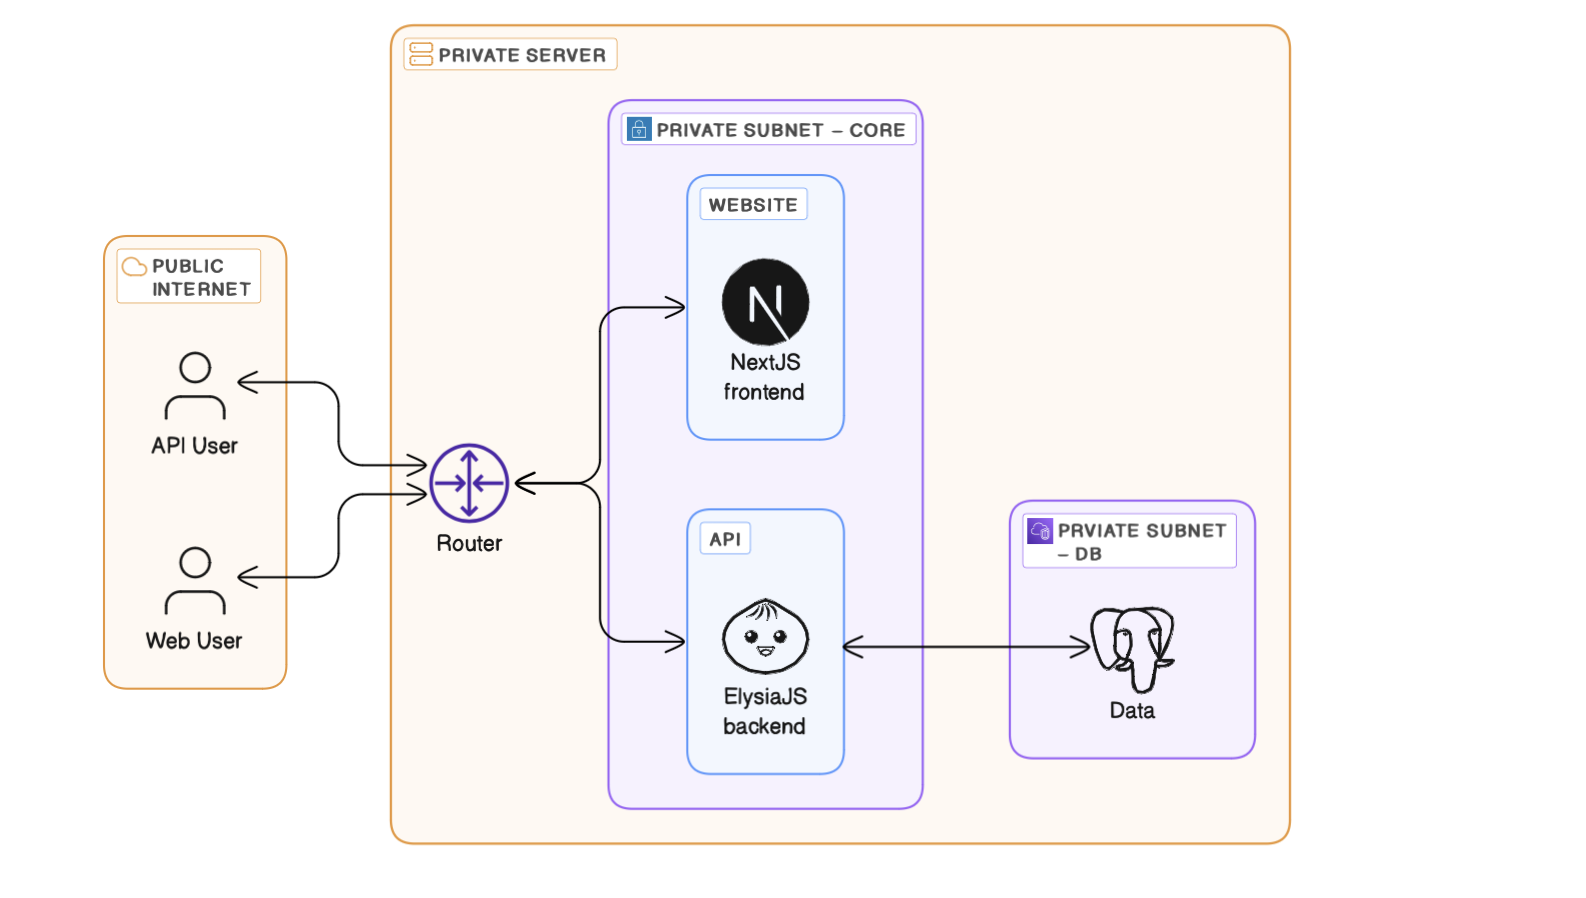 PRIVATE SERVER
PRIVATE SUBNET – CORE
WEBSITE
NextJS
frontend
PUBLIC
INTERNET
API User
Web User
Router
API
ElysiaJS
backend
PRVIATE SUBNET
– DB
Data